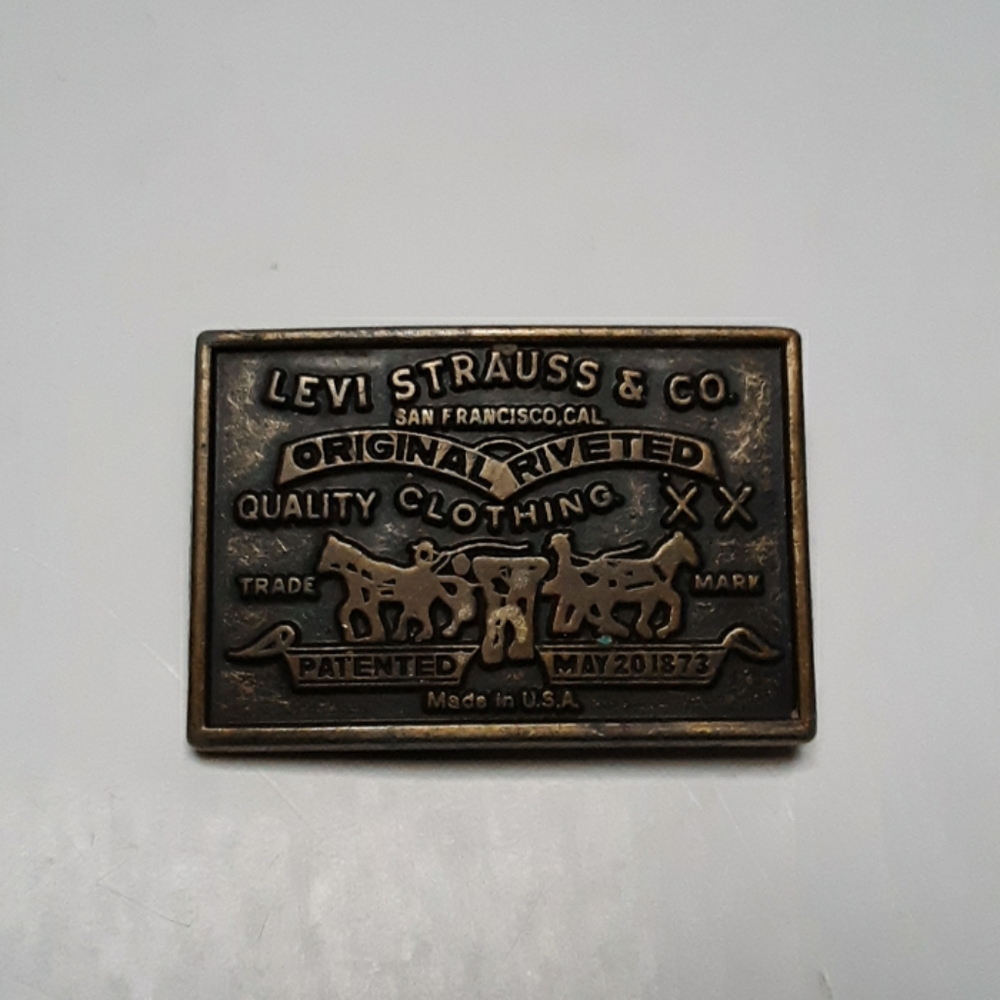 LEVI STRAUSS & CO.
SAN FRANCISCO, CAL.
ORIGINAL RIVETED
QUALITY CLOTHING. XX
TRADE MARK
PATENTED MAY 20 1873
Made in U.S.A.